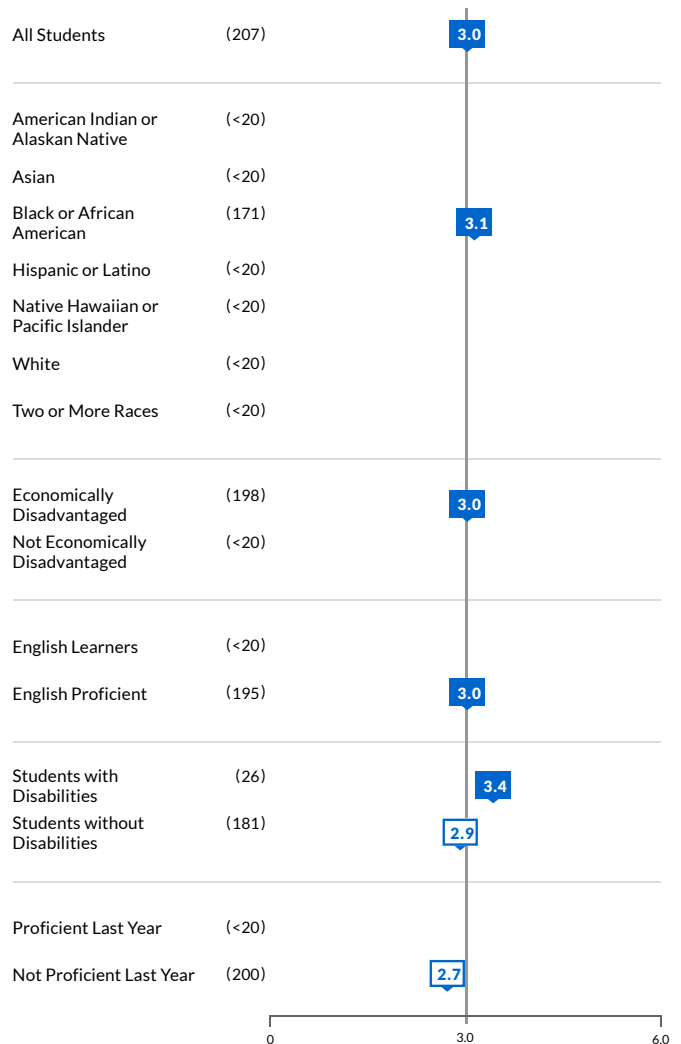 All Students (207) 3.0
American Indian or
Alaskan Native (<20)
Asian (<20)
Black or African
American (171) 3.1
Hispanic or Latino (<20)
Native Hawaiian or
Pacific Islander (<20)
White (<20)
Two or More Races (<20)
Economically
Disadvantaged (198) 3.0
Not Economically
Disadvantaged (<20)
English Learners (<20)
English Proficient (195) 3.0
Students with
Disabilities (26) 3.4
Students without
Disabilities (181) 2.9
Proficient Last Year (<20)
Not Proficient Last Year (200) 2.7
0 3.0 6.0